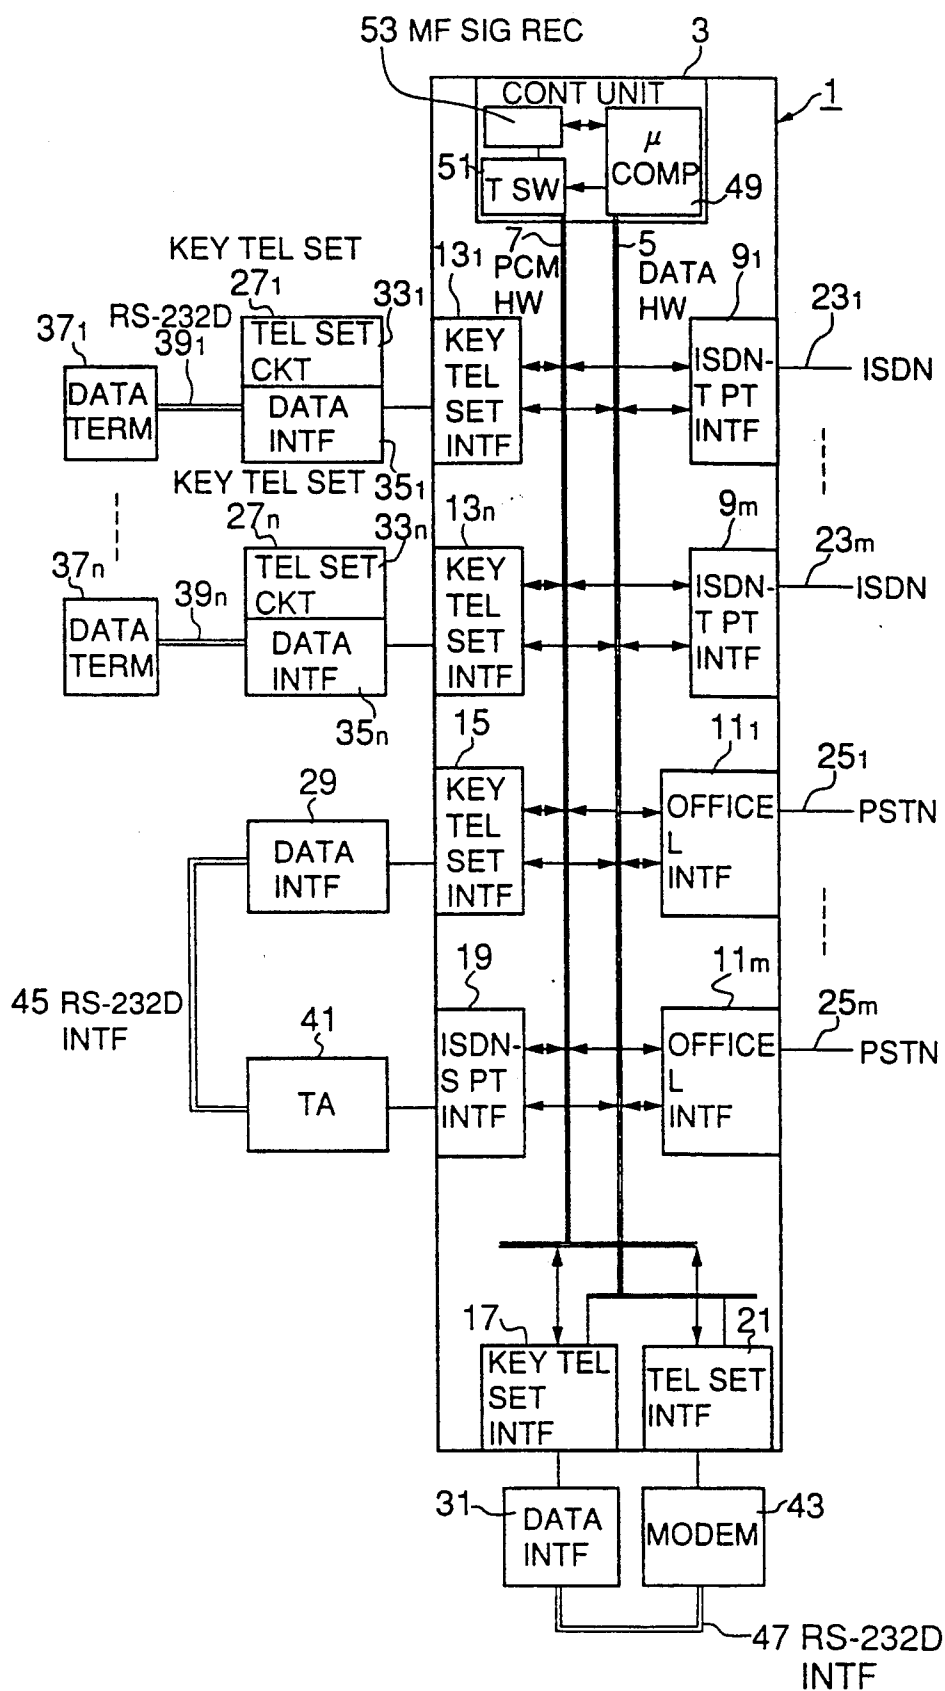 53 MF SIG REC
3
1
CONT UNIT
μ
COMP
51
T SW
49
7
PCM
HW
5
DATA
HW
KEY TEL SET
27₁
33₁
13₁
9₁
23₁
RS-232D
39₁
37₁
TEL SET
CKT
DATA
INTF
DATA
TERM
KEY
TEL
SET
INTF
ISDN-
T PT
INTF
ISDN
35₁
KEY TEL SET
27n
33n
13n
9m
23m
37n
39n
TEL SET
CKT
DATA
INTF
DATA
TERM
KEY
TEL
SET
INTF
ISDN-
T PT
INTF
ISDN
35n
15
11₁
25₁
29
DATA
INTF
KEY
TEL
SET
INTF
OFFICE
L
INTF
PSTN
45 RS-232D
INTF
19
11m
25m
41
TA
ISDN-
S PT
INTF
OFFICE
L
INTF
PSTN
17
21
KEY TEL
SET
INTF
TEL SET
INTF
31
DATA
INTF
MODEM
43
47 RS-232D
INTF